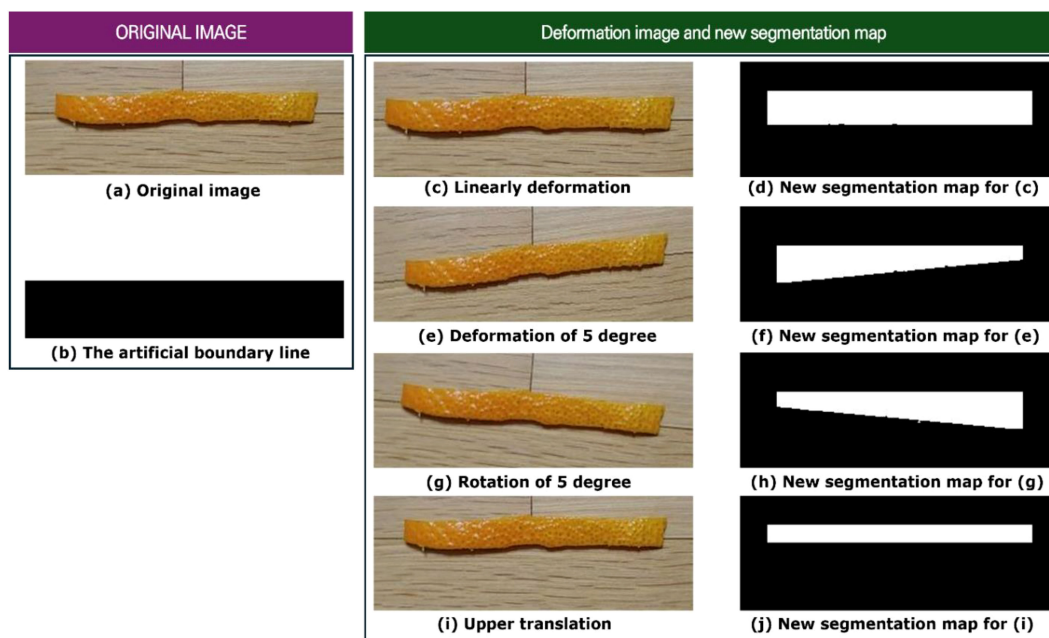 ORIGINAL IMAGE
(a) Original image
(b) The artificial boundary line
Deformation image and new segmentation map
(c) Linearly deformation
(d) New segmentation map for (c)
(e) Deformation of 5 degree
(f) New segmentation map for (e)
(g) Rotation of 5 degree
(h) New segmentation map for (g)
(i) Upper translation
(j) New segmentation map for (i)